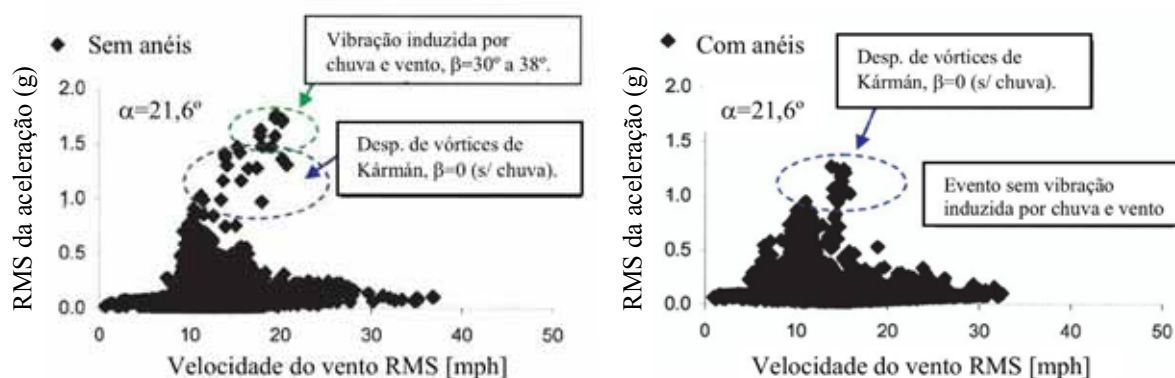 Sem anéis
Vibração induzida por
chuva e vento, β=30º a 38º.
α=21,6º
Desp. de vórtices de
Kármán, β=0 (s/ chuva).
RMS da aceleração (g)
2.0
1.5
1.0
0.5
0.0
0 10 20 30 40 50
Velocidade do vento RMS [mph]
Com anéis
Desp. de vórtices de
Kármán, β=0 (s/ chuva).
α=21,6º
Evento sem vibração
induzida por chuva e vento
RMS da aceleração (g)
2.0
1.5
1.0
0.5
0.0
0 10 20 30 40 50
Velocidade do vento RMS [mph]